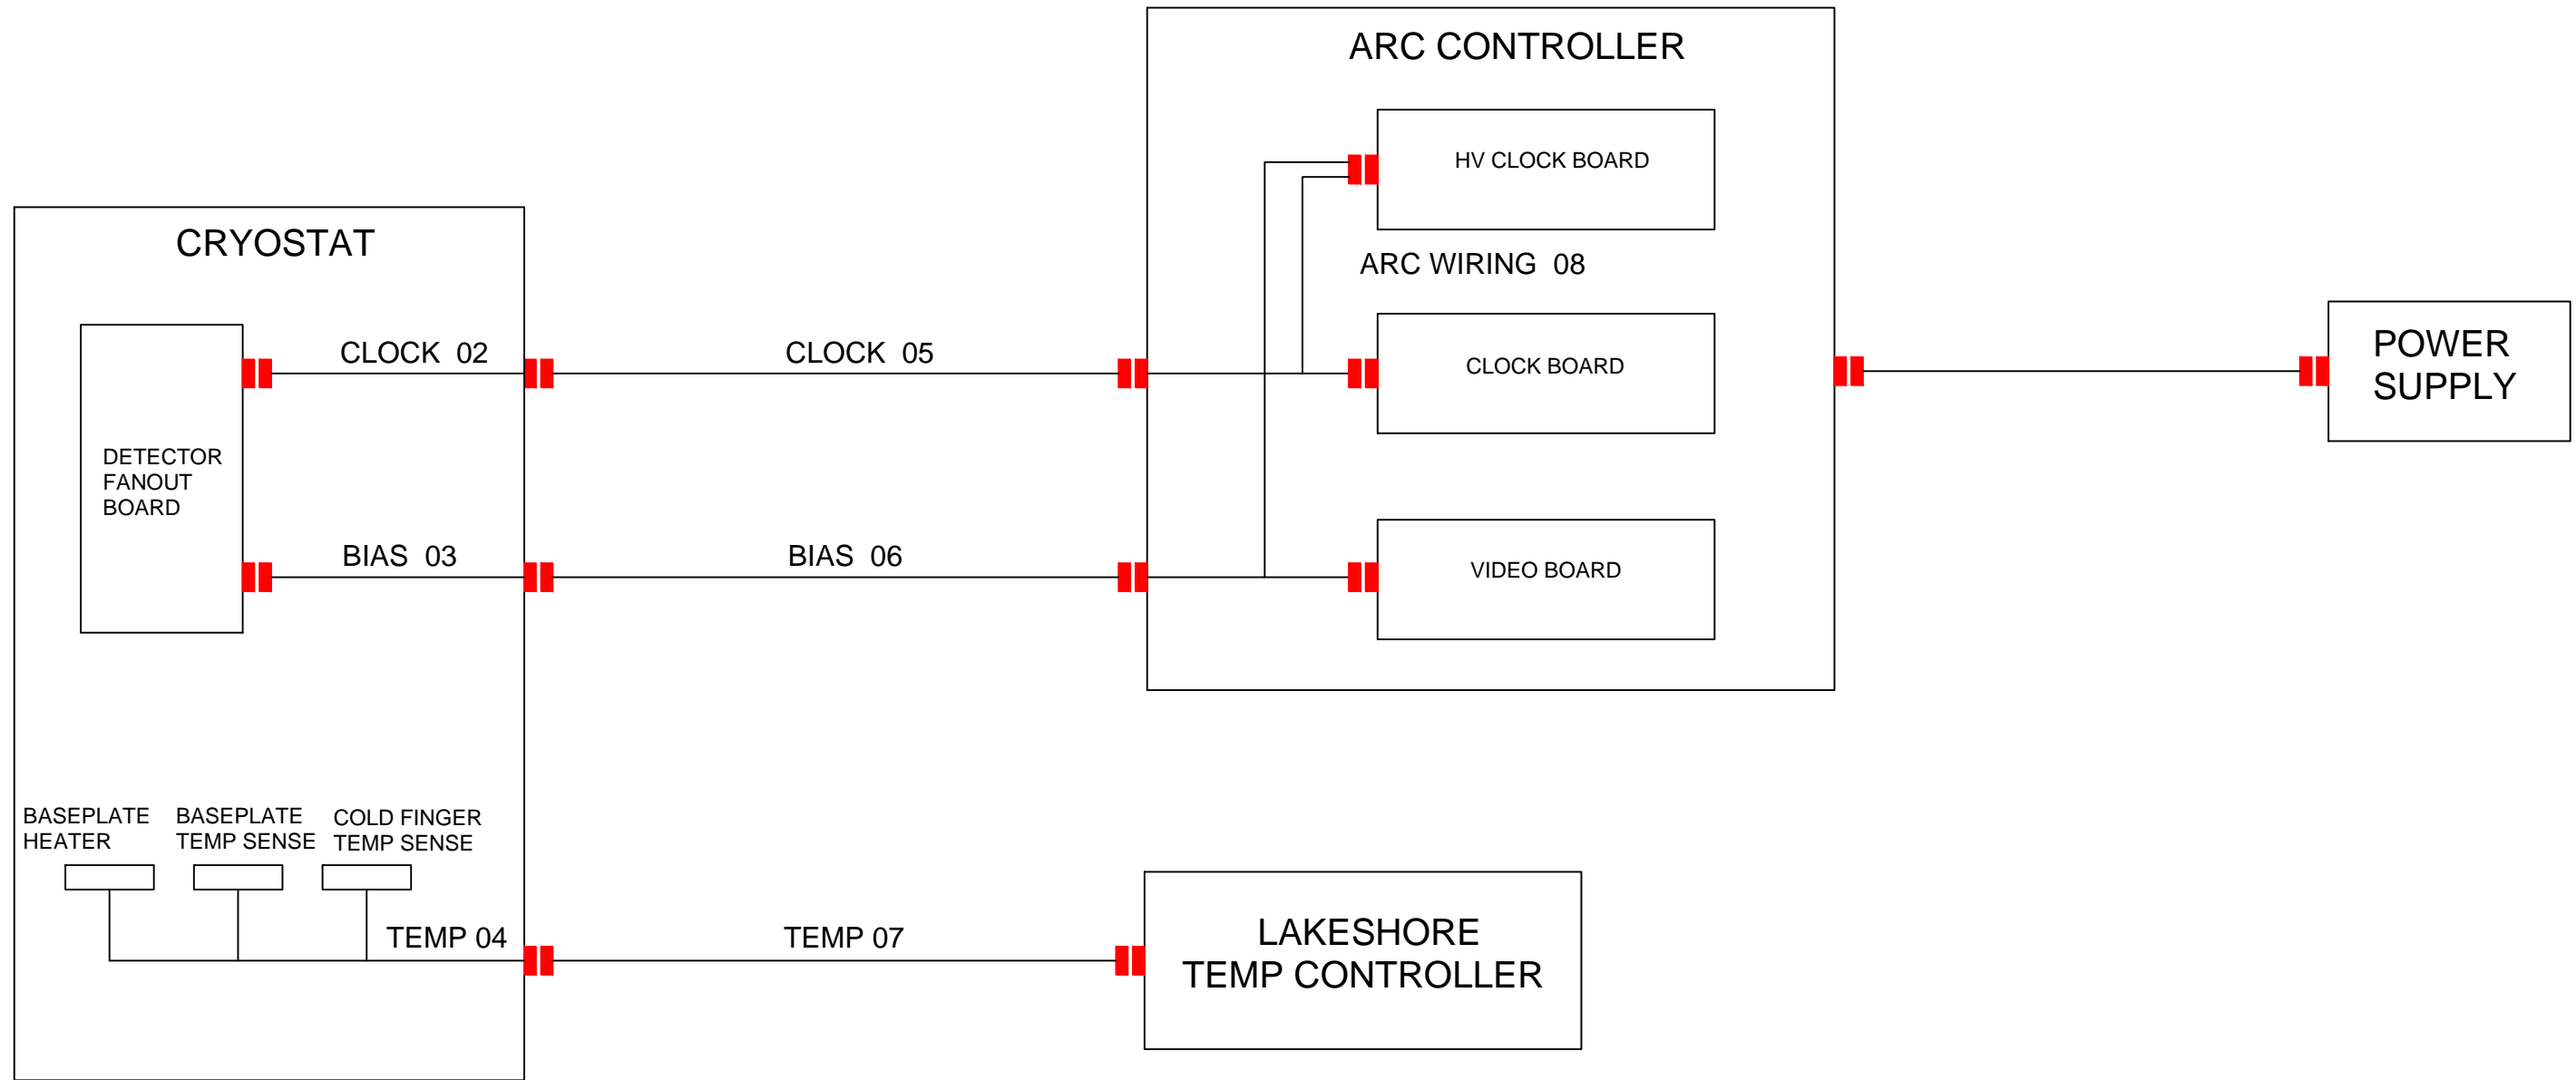 ARC CONTROLLER
HV CLOCK BOARD
CRYOSTAT
ARC WIRING 08
CLOCK 02
CLOCK 05
CLOCK BOARD
POWER
SUPPLY
DETECTOR
FANOUT
BOARD
BIAS 03
BIAS 06
VIDEO BOARD
BASEPLATE
HEATER
BASEPLATE
TEMP SENSE
COLD FINGER
TEMP SENSE
TEMP 04
TEMP 07
LAKESHORE
TEMP CONTROLLER